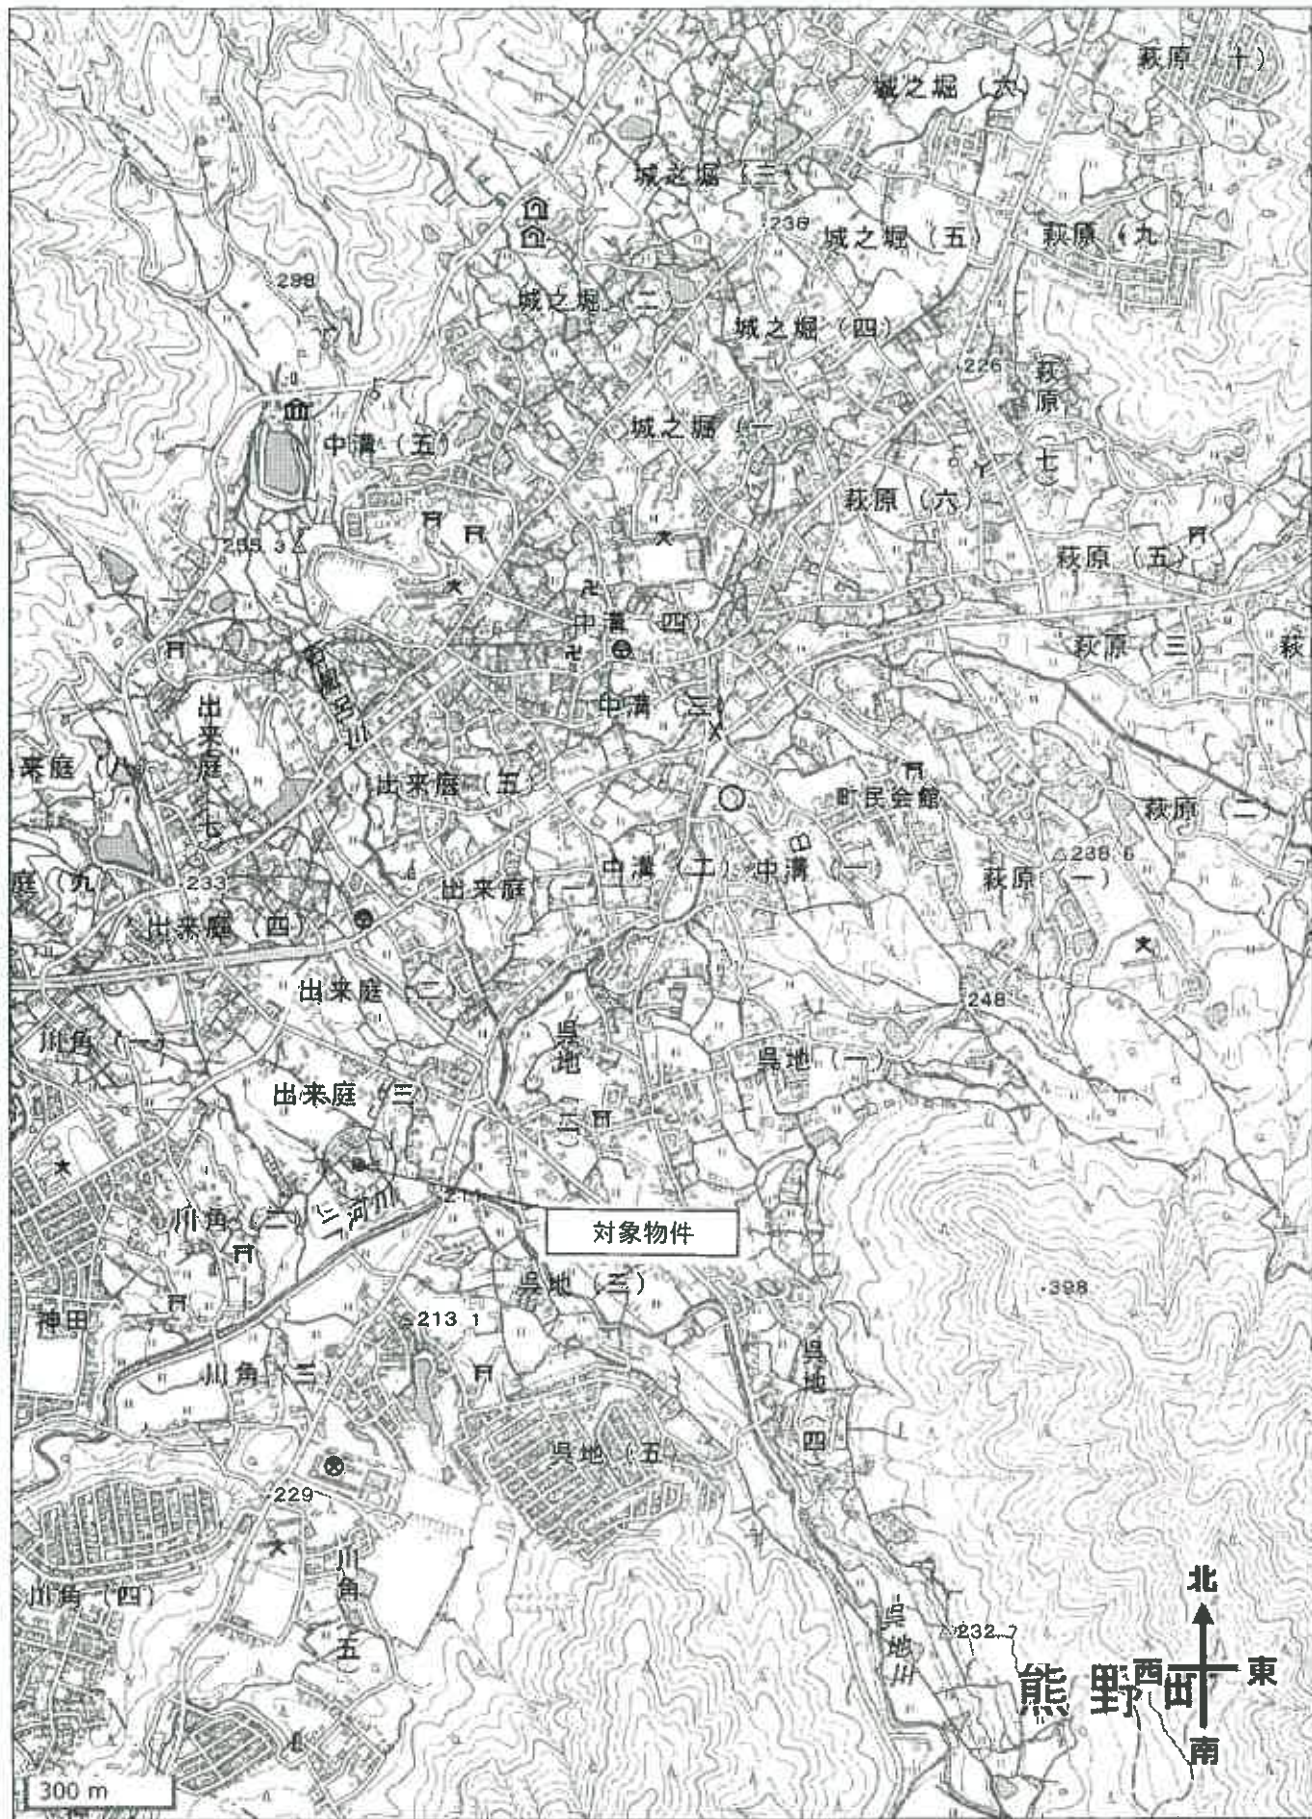 萩原（十）
城之堀（六）
城之堀（三）
236
城之堀（五）
萩原（九）
298
城之堀（二）
城之堀（四）
226
萩原（七）
中溝（五）
城之堀（一
萩原（六）
255.3
萩原（五）
中溝（四）
萩原（三）
萩
出来庭（七）
中溝（三
来庭（八
出来庭（五）
町民会館
萩原（二）
庭（九
233
出来庭（一
中溝（二）
中溝（一）
萩原（一）
238.6
出来庭（四）
出来庭（二
248
川角（一）
呉地（二）
呉地（一）
出来庭（三）
川角（二）
二河川
211
対象物件
呉地（三）
398
神田
213.1
川角（三）
呉地（四）
呉地（五）
229
川角（四）
川角（五）
呉地川
232.7
熊野町
北
西
東
南
300 m